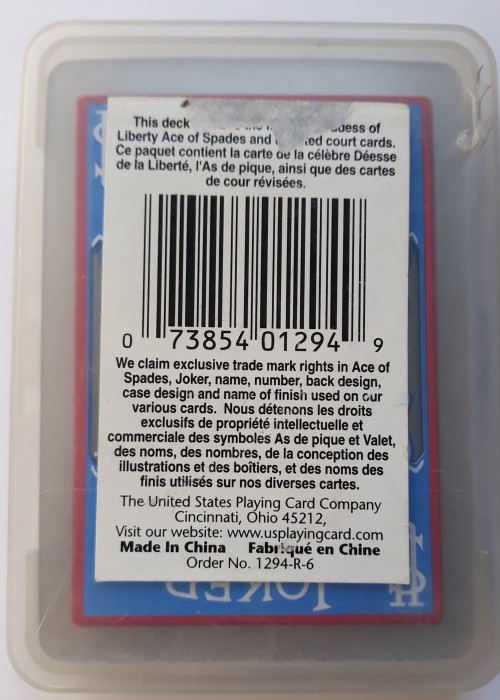 This deck dess of
Liberty Ace of Spades and ted court cards.
Ce paquet contient la carte de la célèbre Déesse
de la Liberté, l'As de pique, ainsi que des cartes
de cour révisées.
0 73854 01294 9
We claim exclusive trade mark rights in Ace of
Spades, Joker, name, number, back design,
case design and name of finish used on our
various cards. Nous détenons les droits
exclusifs de propriété intellectuelle et
commerciale des symboles As de pique et Valet,
des noms, des nombres, de la conception des
illustrations et des boîtiers, et des noms des
finis utilisés sur nos diverses cartes.
The United States Playing Card Company
Cincinnati, Ohio 45212,
Visit our website: www.usplayingcard.com
Made In China Fabriqué en Chine
Order No. 1294-R-6
JOKER